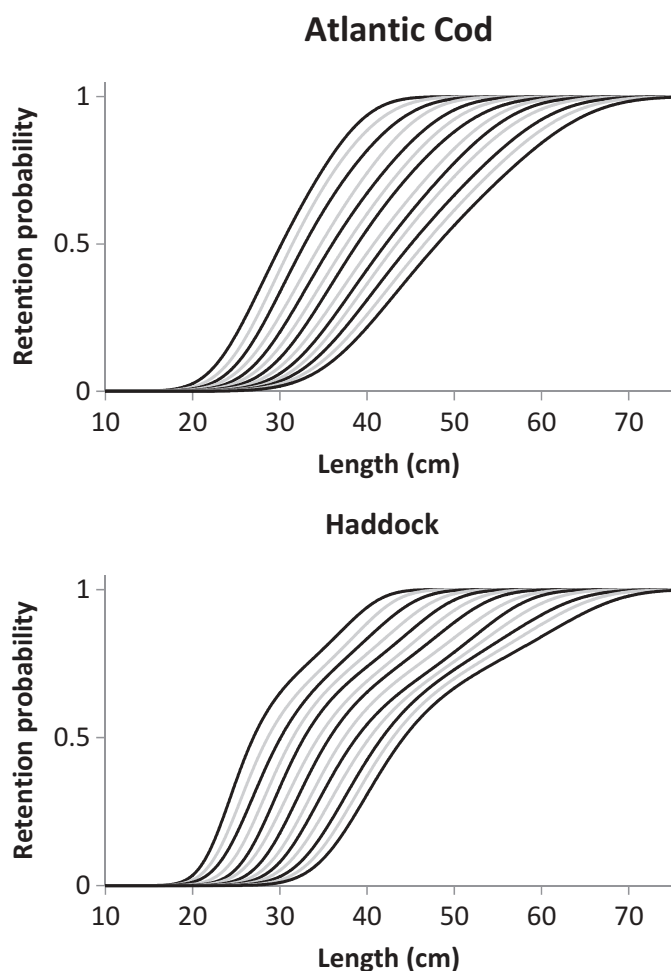 Atlantic Cod
Retention probability
1
0.5
0
10 20 30 40 50 60 70
Length (cm)
Haddock
Retention probability
1
0.5
0
10 20 30 40 50 60 70
Length (cm)